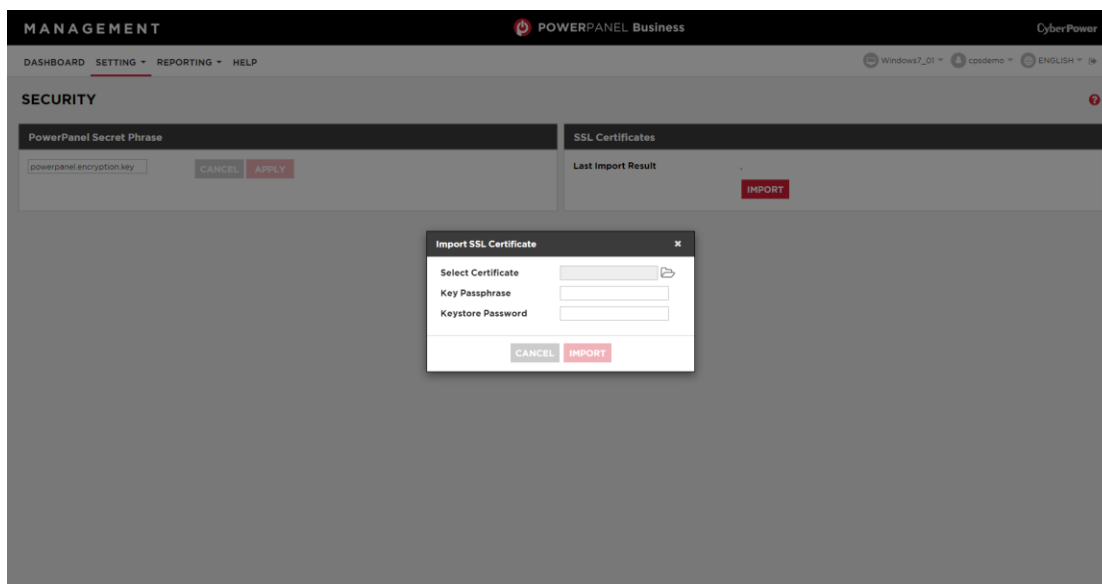 MANAGEMENT
POWERPANEL Business
CyberPower
DASHBOARD SETTING REPORTING HELP
Windows7_01 cpsdemo ENGLISH
SECURITY
?
PowerPanel Secret Phrase
SSL Certificates
powerpanel.encryption.key
CANCEL APPLY
Last Import Result
-
IMPORT
Import SSL Certificate
Select Certificate
Key Passphrase
Keystore Password
CANCEL IMPORT